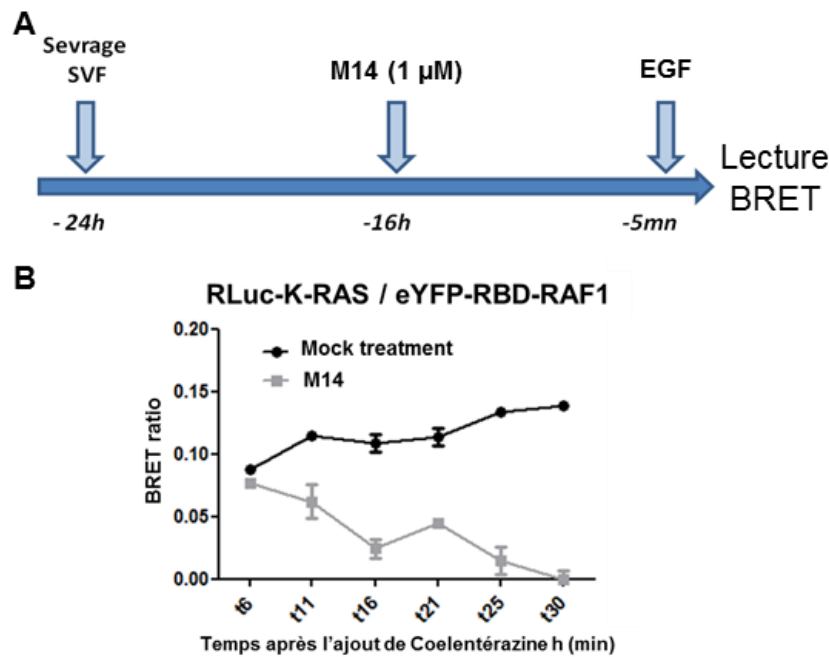 A
Sevrage
SVF
M14 (1 µM)
EGF
Lecture
BRET
- 24h
-16h
-5mn
B
RLuc-K-RAS / eYFP-RBD-RAF1
Mock treatment
M14
BRET ratio
0.20
0.15
0.10
0.05
0.00
t6
t11
t16
t21
t25
t30
Temps après l'ajout de Coelentérazine h (min)